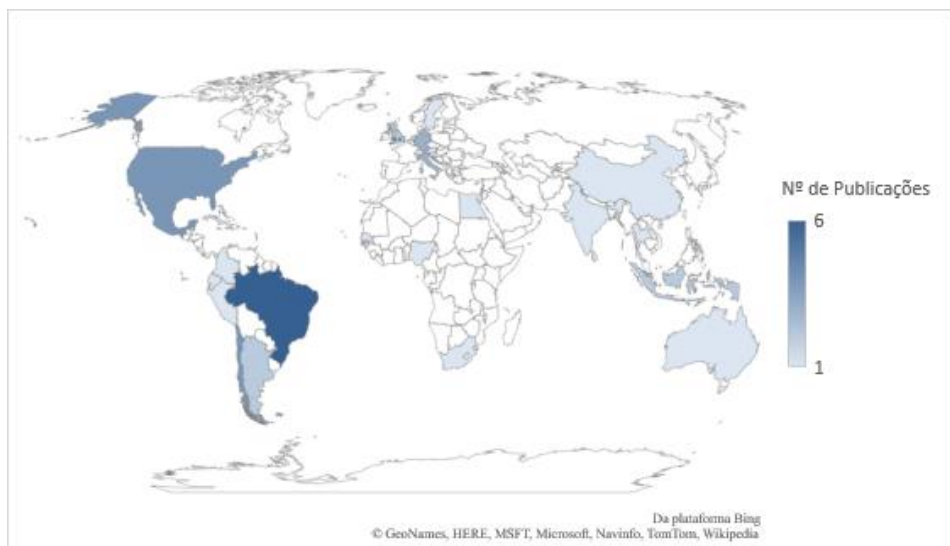 Nº de Publicações
6
1
Da plataforma Bing
© GeoNames, HERE, MSFT, Microsoft, Navinfo, TomTom, Wikipedia